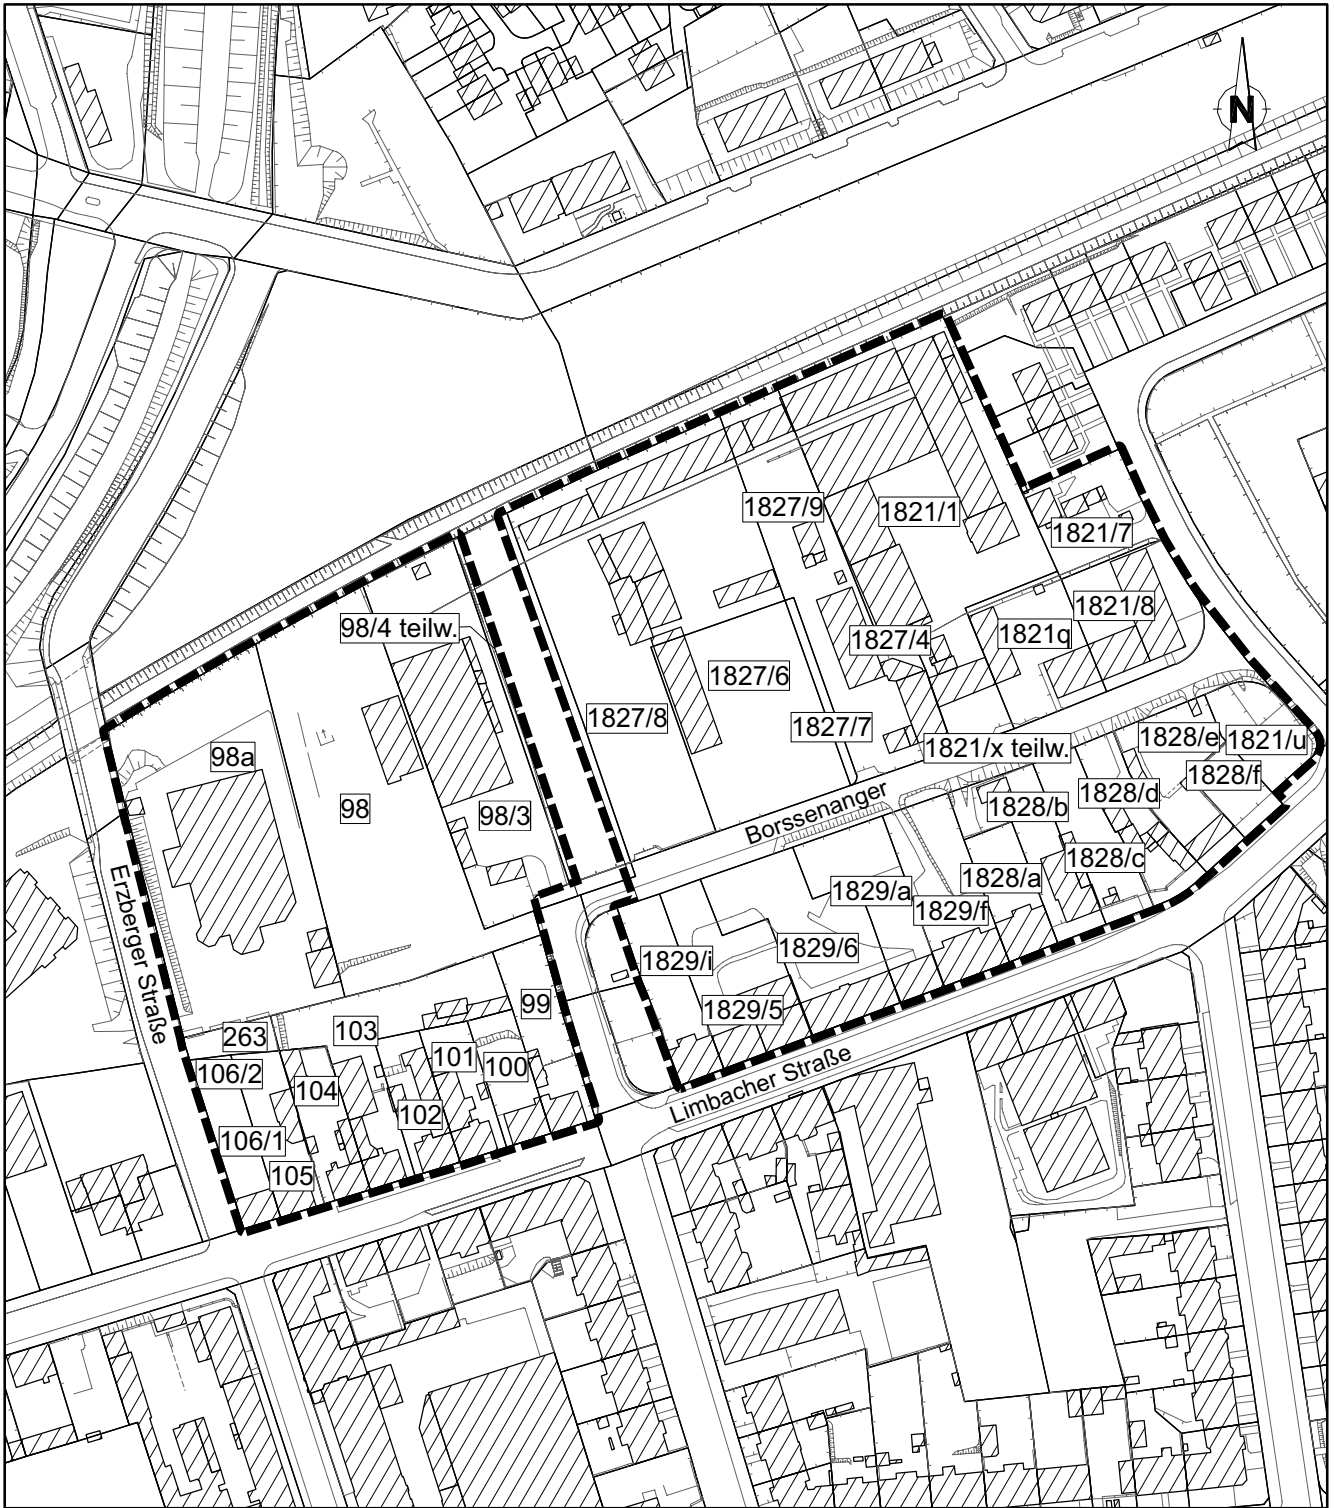 N
1827/9
1821/1
1821/7
98/4 teilw.
1821/8
1827/4
1821q
1827/6
1827/8
1827/7
1821/x teilw.
1828/e
1821/u
98a
1828/f
98
98/3
1828/d
1828/b
Borssenanger
1828/c
1828/a
1829/a
1829/f
Erzberger Straße
1829/6
1829/i
99
1829/5
263
103
101
100
106/2
104
Limbacher Straße
102
106/1
105